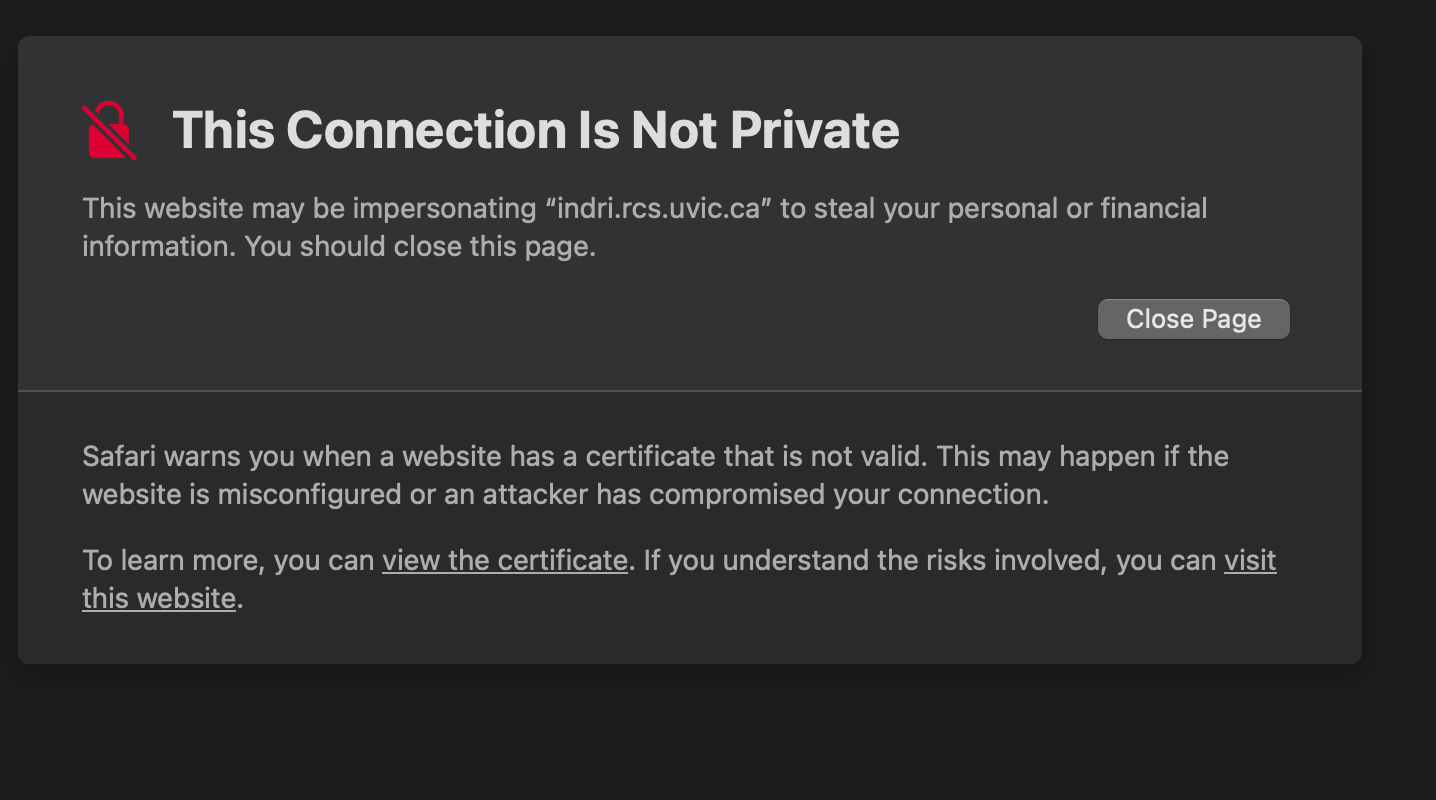 This Connection Is Not Private
This website may be impersonating “indri.rcs.uvic.ca” to steal your personal or financial
information. You should close this page.
Close Page
Safari warns you when a website has a certificate that is not valid. This may happen if the
website is misconfigured or an attacker has compromised your connection.
To learn more, you can view the certificate. If you understand the risks involved, you can visit
this website.